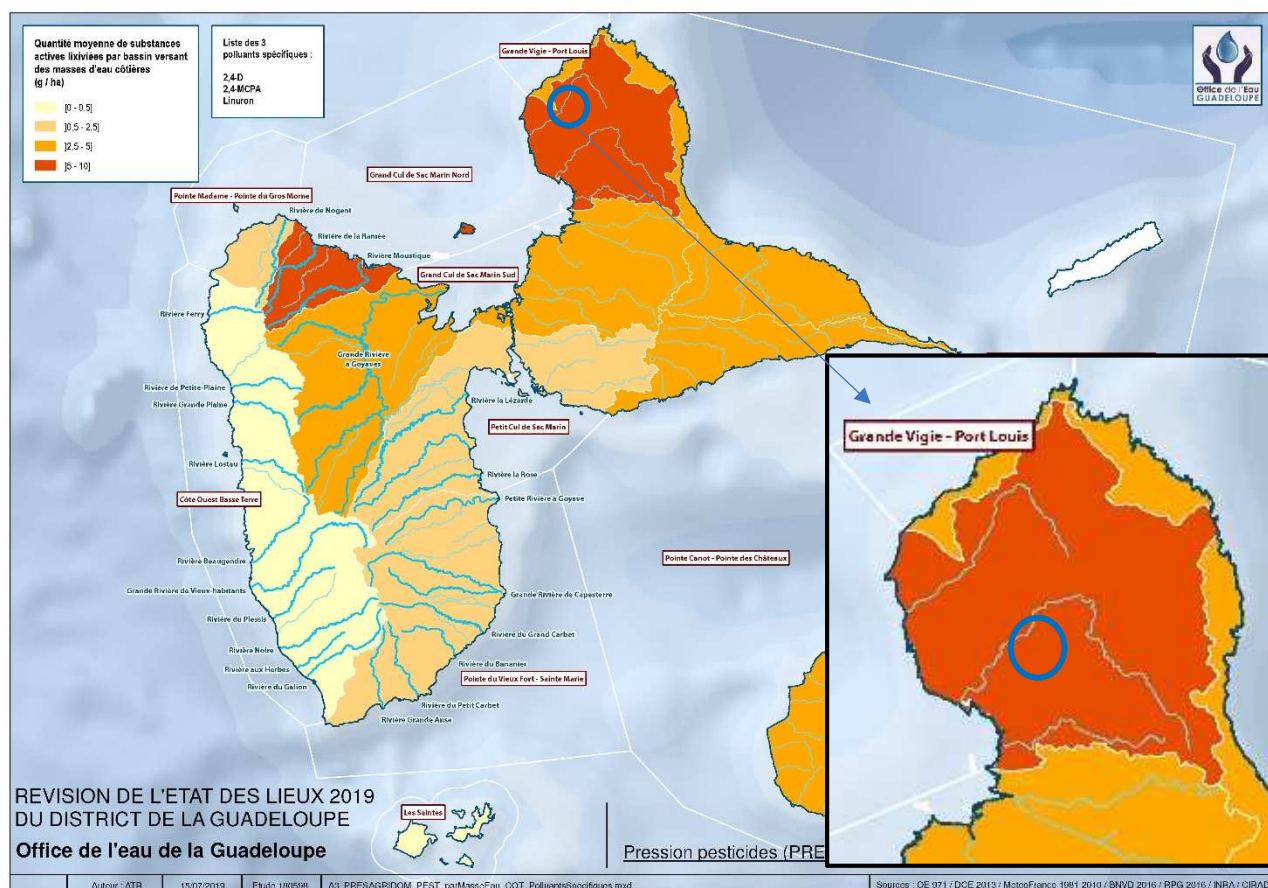 Quantité moyenne de substances
actives lixiviées par bassin versant
des masses d'eau côtières
(g / ha)
[0 - 0,5]
]0,5 - 2,5]
]2,5 - 5]
]5 - 10]
Liste des 3
polluants spécifiques :
2,4-D
2,4-MCPA
Linuron
Grande Vigie - Port Louis
Office de l'Eau
GUADELOUPE
Grand Cul de Sac Marin Nord
Pointe Madame - Pointe du Gros Morne
Rivière de Nogent
Rivière de la Ramée
Rivière Moustique
Grand Cul de Sac Marin Sud
Rivière Ferry
Grande Rivière
à Goyaves
Rivière de Petite-Plaine
Rivière Grande Plaine
Rivière la Lézarde
Petit Cul de Sac Marin
Grande Vigie - Port Louis
Rivière Lostau
Rivière la Rose
Côte Ouest Basse Terre
Petite Rivière à Goyave
Pointe Canot - Pointe des Châteaux
Rivière Beaugendre
Grande Rivière de Vieux-habitants
Grande Rivière de Capesterre
Rivière du Plessis
Rivière du Grand Carbet
Rivière Noire
Rivière aux Herbes
Rivière du Bananier
Rivière du Galion
Pointe du Vieux Fort - Sainte Marie
Rivière du Petit Carbet
Rivière Grande Anse
REVISION DE L'ETAT DES LIEUX 2019
DU DISTRICT DE LA GUADELOUPE
Les Saintes
Office de l'eau de la Guadeloupe
Pression pesticides (PRE
Auteur : ATR
15/07/2019
Etude 180598
A3_PRESAGRIDOM_PEST_parMasseEau_COT_PolluantsSpecifiques.mxd
Sources : OE 971 / DCE 2013 / MeteoFrance 1981 2010 / BNVD 2016 / RPG 2016 / INRA / CIRAD